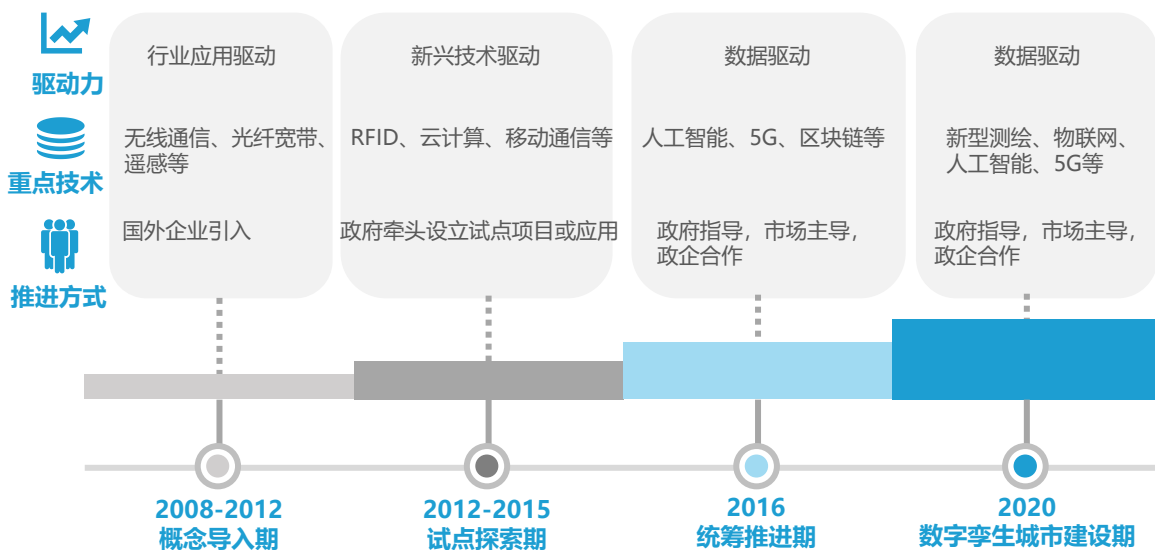 驱动力
行业应用驱动
新兴技术驱动
数据驱动
数据驱动
重点技术
无线通信、光纤宽带、
遥感等
RFID、云计算、移动通信等
人工智能、5G、区块链等
新型测绘、物联网、
人工智能、5G等
推进方式
国外企业引入
政府牵头设立试点项目或应用
政府指导，市场主导，
政企合作
政府指导，市场主导，
政企合作
2008-2012
概念导入期
2012-2015
试点探索期
2016
统筹推进期
2020
数字孪生城市建设期